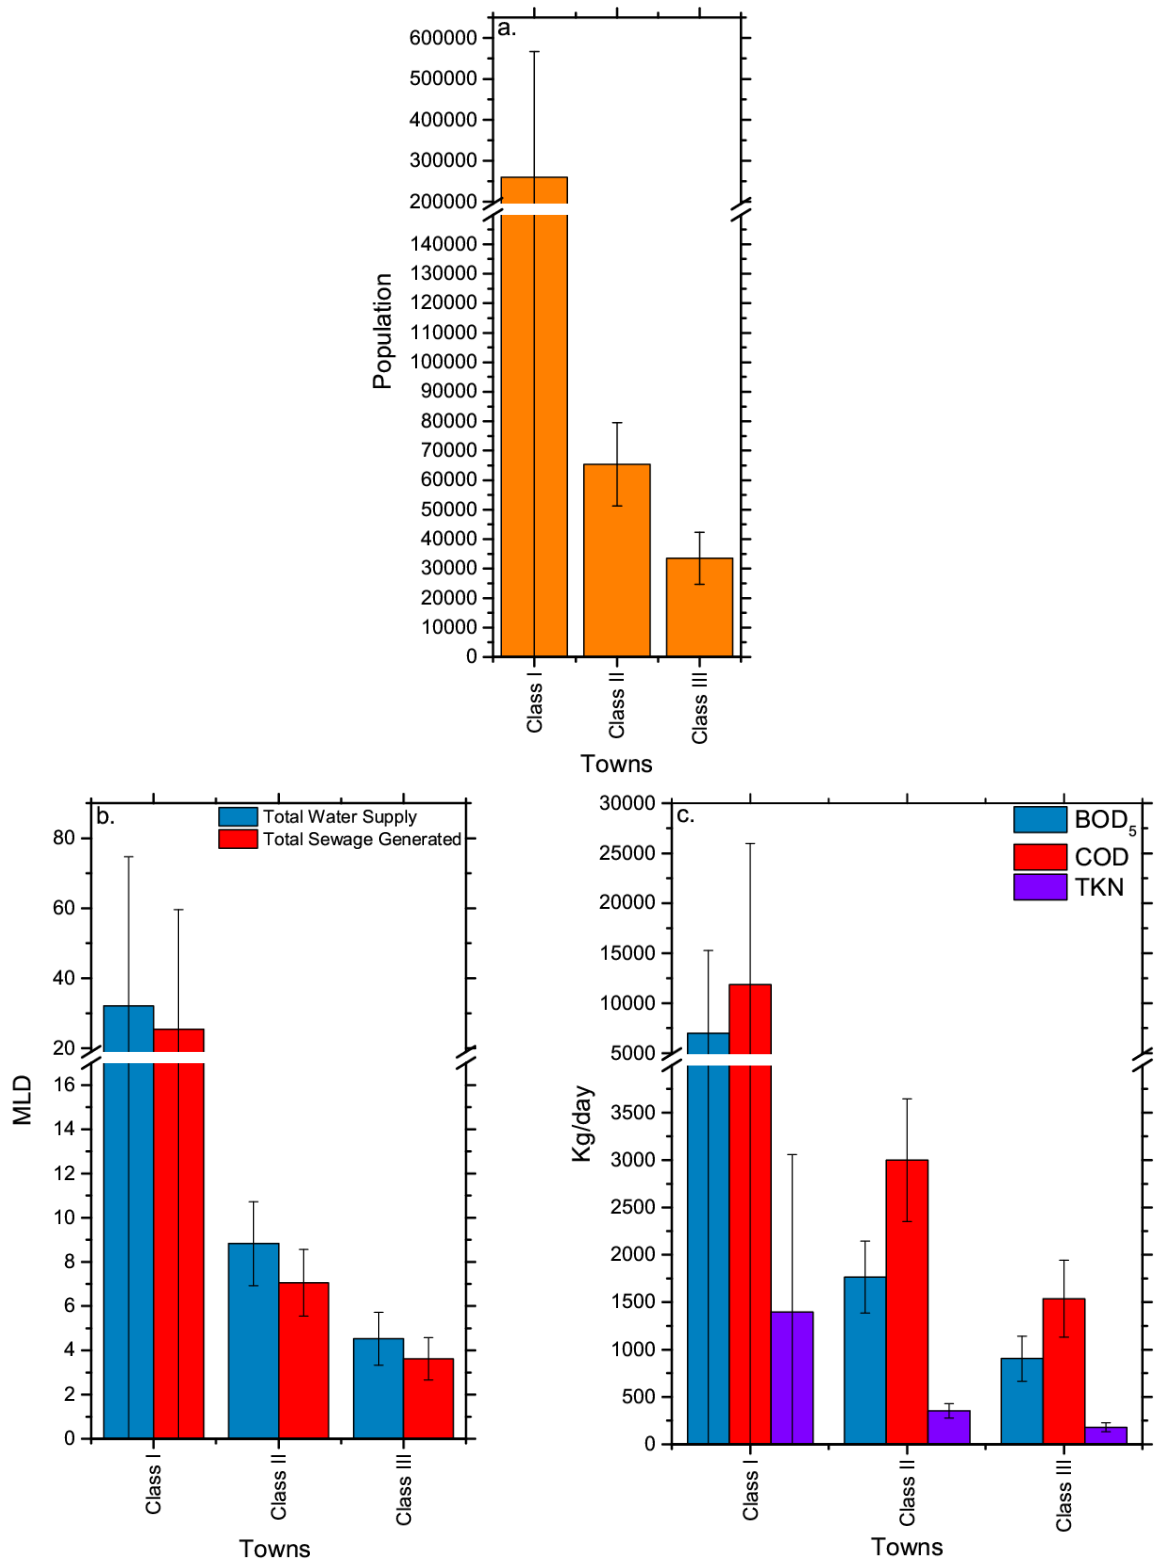 a.
600000
500000
400000
300000
200000
140000
130000
120000
110000
100000
90000
80000
70000
60000
50000
40000
30000
20000
10000
0
Population
Class I
Class II
Class III
Towns
b.
Total Water Supply
Total Sewage Generated
80
60
40
20
16
14
12
10
8
6
4
2
0
MLD
Class I
Class II
Class III
Towns
c.
BOD5
COD
TKN
30000
25000
20000
15000
10000
5000
3500
3000
2500
2000
1500
1000
500
0
Kg/day
Class I
Class II
Class III
Towns